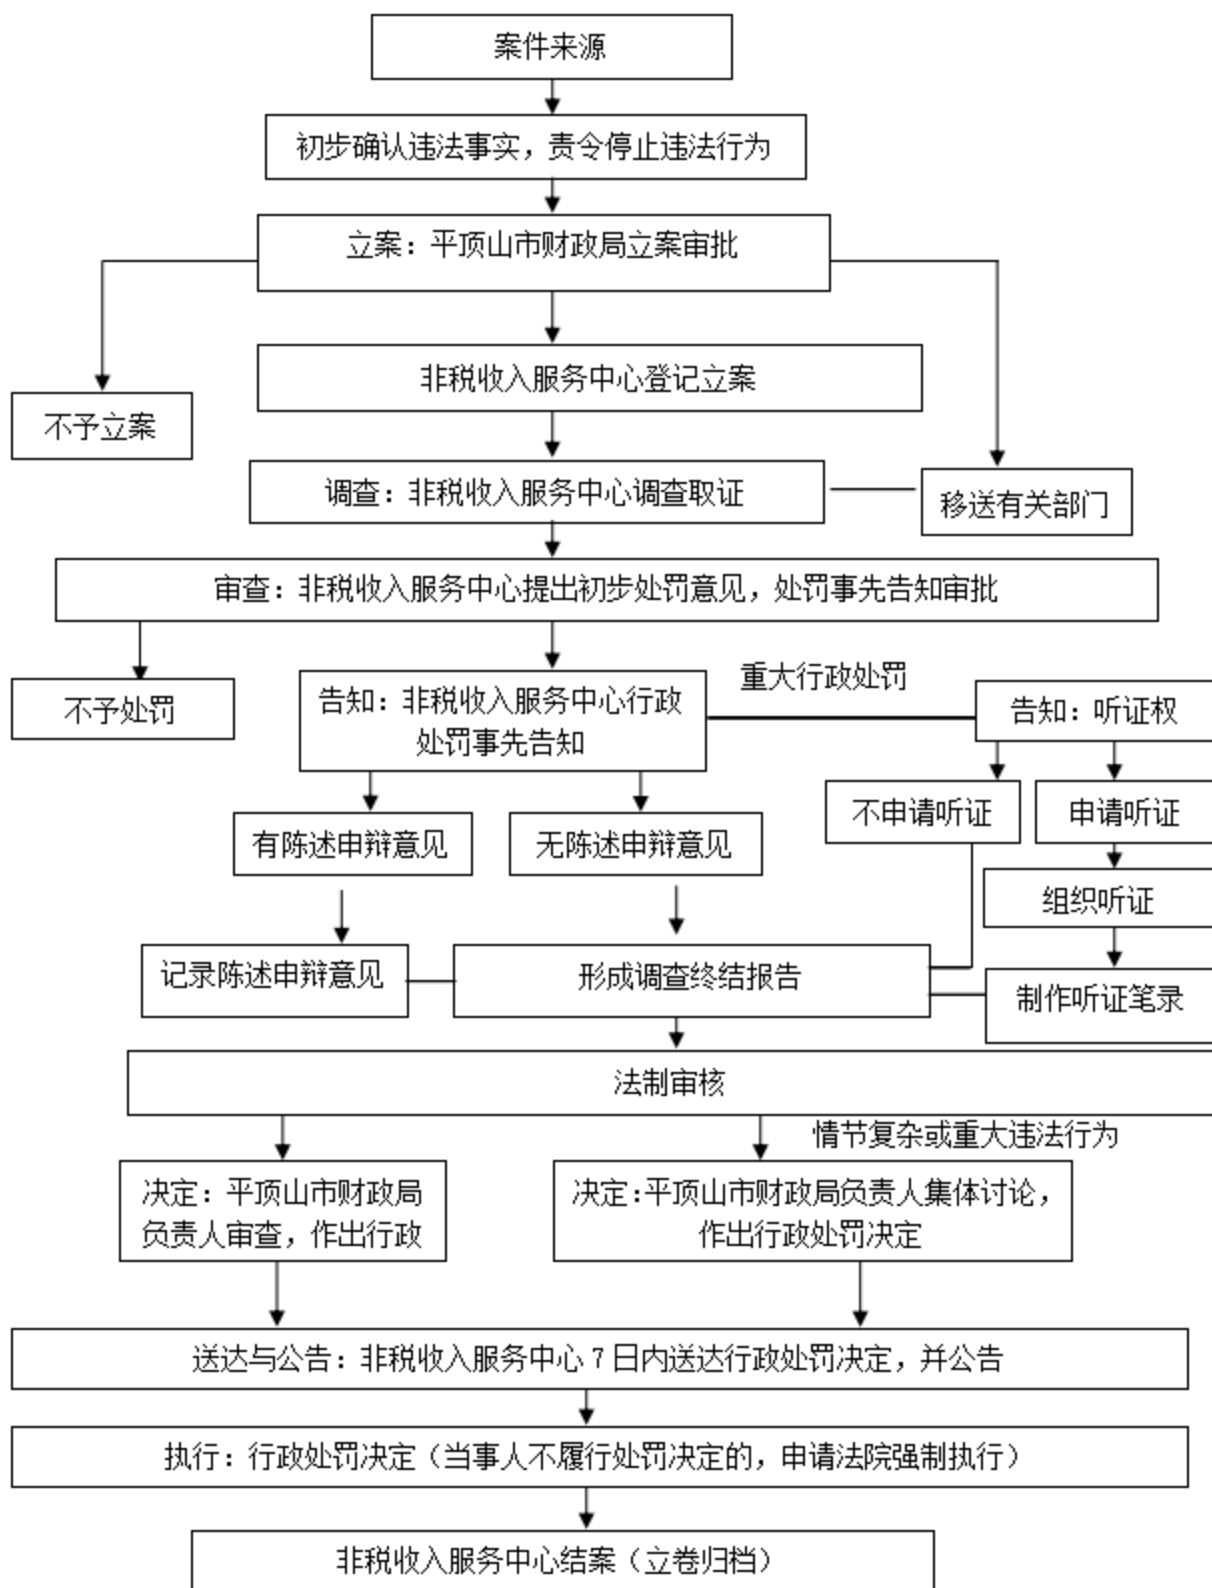 案件来源
初步确认违法事实，责令停止违法行为
立案：平顶山市财政局立案审批
非税收入服务中心登记立案
不予立案
调查：非税收入服务中心调查取证
移送有关部门
审查：非税收入服务中心提出初步处罚意见，处罚事先告知审批
不予处罚
告知：非税收入服务中心行政
处罚事先告知
重大行政处罚
告知：听证权
不申请听证
申请听证
有陈述申辩意见
无陈述申辩意见
组织听证
记录陈述申辩意见
形成调查终结报告
制作听证笔录
法制审核
情节复杂或重大违法行为
决定：平顶山市财政局
负责人审查，作出行政
决定:平顶山市财政局负责人集体讨论，
作出行政处罚决定
送达与公告：非税收入服务中心 7 日内送达行政处罚决定，并公告
执行：行政处罚决定（当事人不履行处罚决定的，申请法院强制执行）
非税收入服务中心结案（立卷归档）